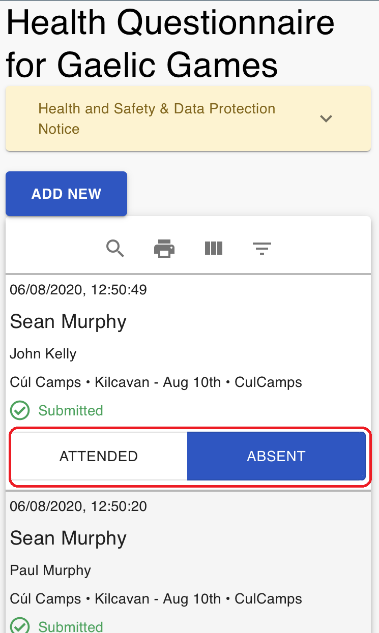 Health Questionnaire
for Gaelic Games
Health and Safety & Data Protection
Notice
ADD NEW
06/08/2020, 12:50:49
Sean Murphy
John Kelly
Cúl Camps • Kilcavan - Aug 10th • CulCamps
Submitted
ATTENDED ABSENT
06/08/2020, 12:50:20
Sean Murphy
Paul Murphy
Cúl Camps • Kilcavan - Aug 10th • CulCamps
Submitted